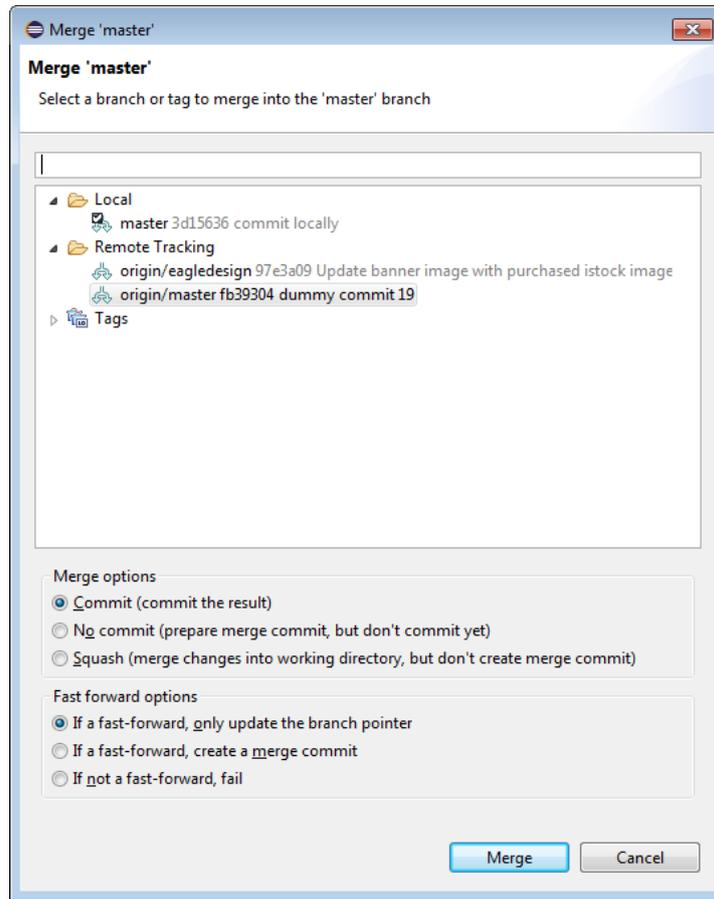 Merge 'master'
Merge 'master'
Select a branch or tag to merge into the 'master' branch
Local
master 3d15636 commit locally
Remote Tracking
origin/eagledesign 97e3a09 Update banner image with purchased istock image
origin/master fb39304 dummy commit 19
Tags
Merge options
Commit (commit the result)
No commit (prepare merge commit, but don't commit yet)
Squash (merge changes into working directory, but don't create merge commit)
Fast forward options
If a fast-forward, only update the branch pointer
If a fast-forward, create a merge commit
If not a fast-forward, fail
Merge Cancel